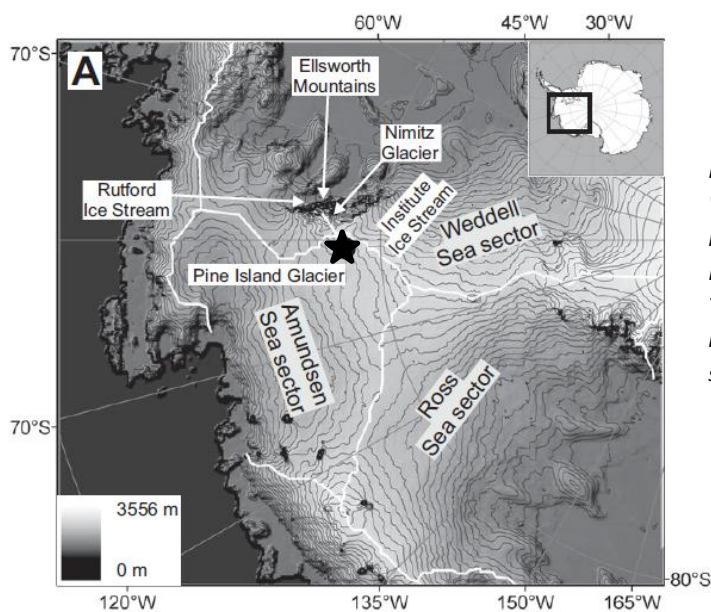 60°W
45°W
30°W
70°S
A
Ellsworth
Mountains
Nimitz
Glacier
Rutford
Ice Stream
Institute
Ice Stream
Weddell
Sea sector
Pine Island Glacier
Amundsen
Sea sector
Ross
Sea sector
70°S
3556 m
0 m
80°S
120°W
135°W
150°W
165°W